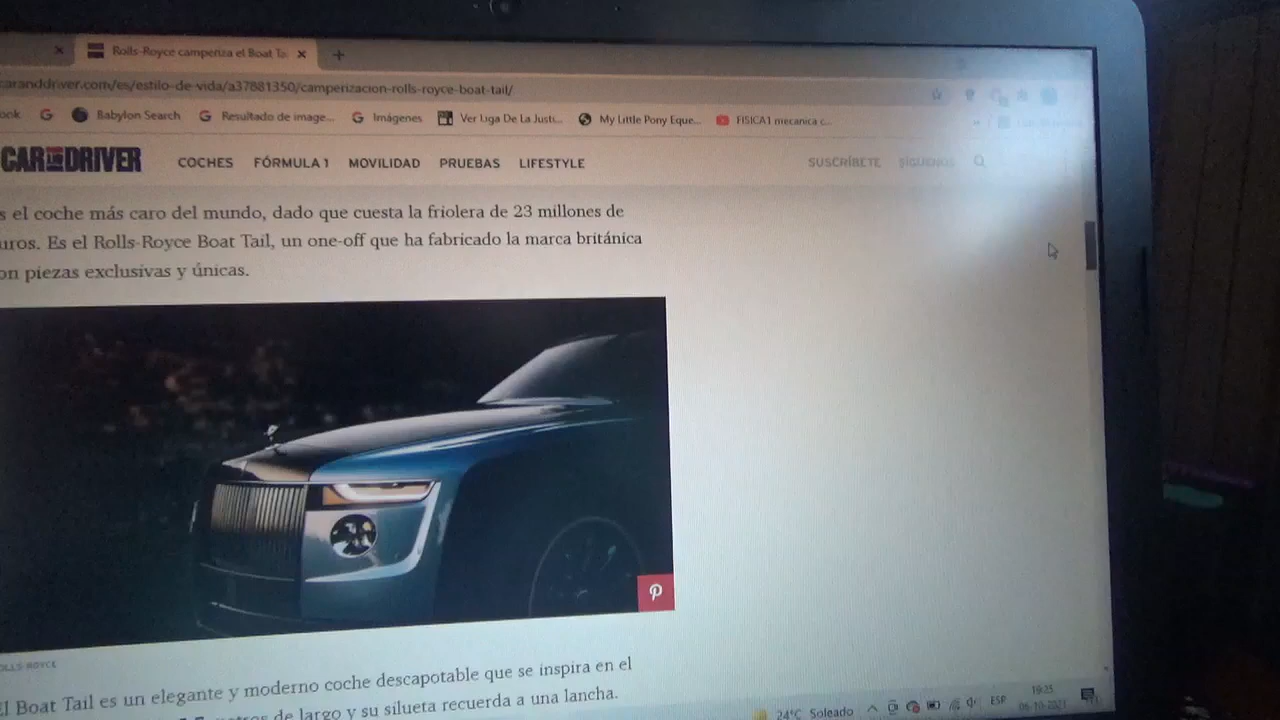 Rolls-Royce camperiza el Boat Ta
caranddriver.com/es/estilo-de-vida/a37881350/camperizacion-rolls-royce-boat-tail/
ook Babylon Search Resultado de image... Imágenes Ver Liga De La Justi... My Little Pony Eque... FISICA1 mecanica c...
CAR AND DRIVER COCHES FÓRMULA 1 MOVILIDAD PRUEBAS LIFESTYLE SUSCRÍBETE SÍGUENOS
s el coche más caro del mundo, dado que cuesta la friolera de 23 millones de
uros. Es el Rolls-Royce Boat Tail, un one-off que ha fabricado la marca británica
on piezas exclusivas y únicas.
OLLS-ROYCE
El Boat Tail es un elegante y moderno coche descapotable que se inspira en el
de largo y su silueta recuerda a una lancha.
24°C Soleado ESP 19:25
06-10-2021